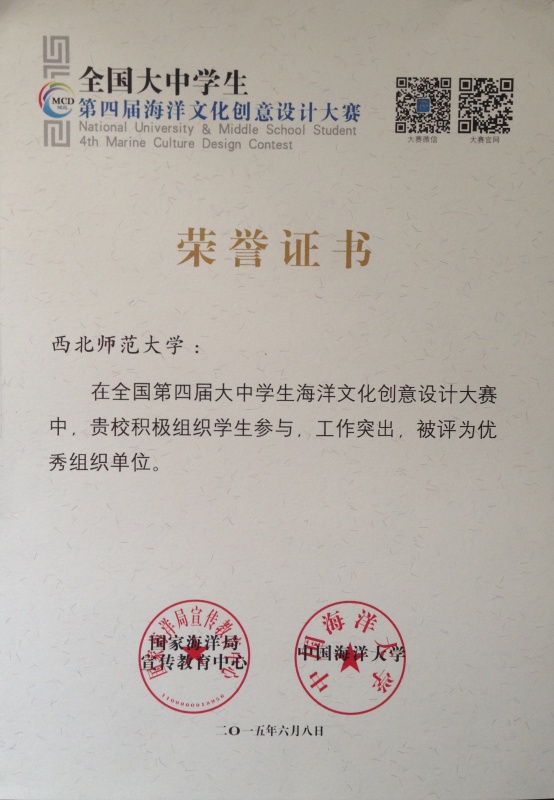 MCD
全国大中学生
第四届海洋文化创意设计大赛
National University & Middle School Student
4th Marine Culture Design Contest
大赛微信
大赛官网
荣誉证书
西北师范大学：
在全国第四届大中学生海洋文化创意设计大赛
中，贵校积极组织学生参与，工作突出，被评为优
秀组织单位。
国家海洋局宣传教育中心
国家海洋局
宣传教育中心
中国海洋大学
中国海洋大学
二〇一五年六月八日